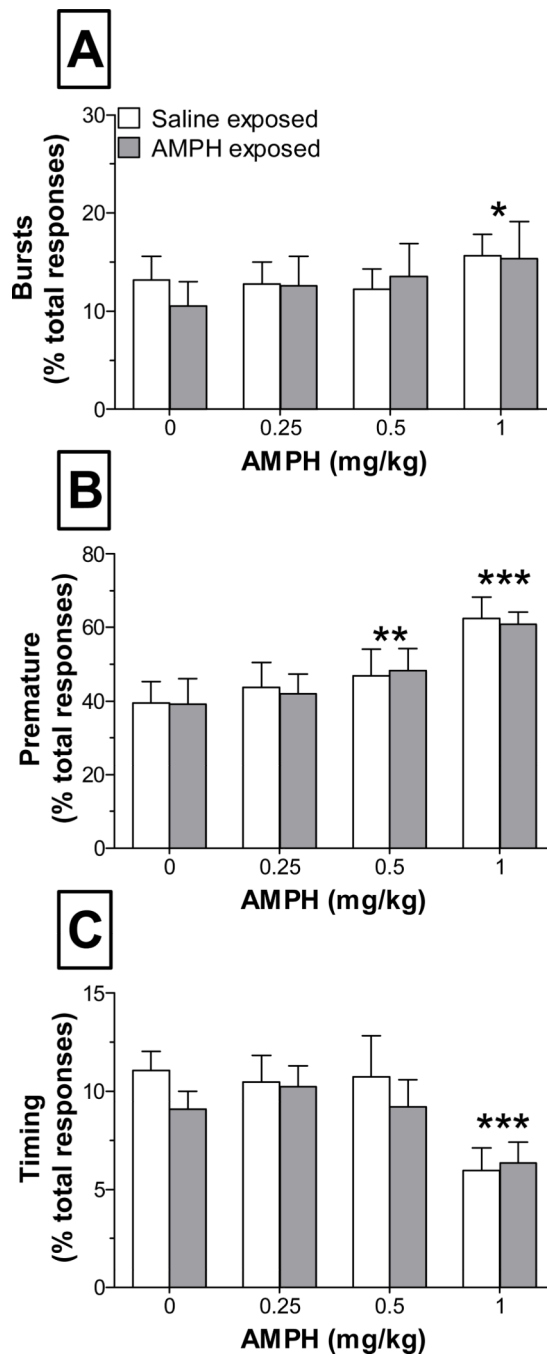 A
Saline exposed
AMPH exposed
Bursts
(% total responses)
30
20
10
0
*
0 0.25 0.5 1
AMPH (mg/kg)
B
Premature
(% total responses)
80
60
40
20
0
**
***
0 0.25 0.5 1
AMPH (mg/kg)
C
Timing
(% total responses)
15
10
5
0
***
0 0.25 0.5 1
AMPH (mg/kg)